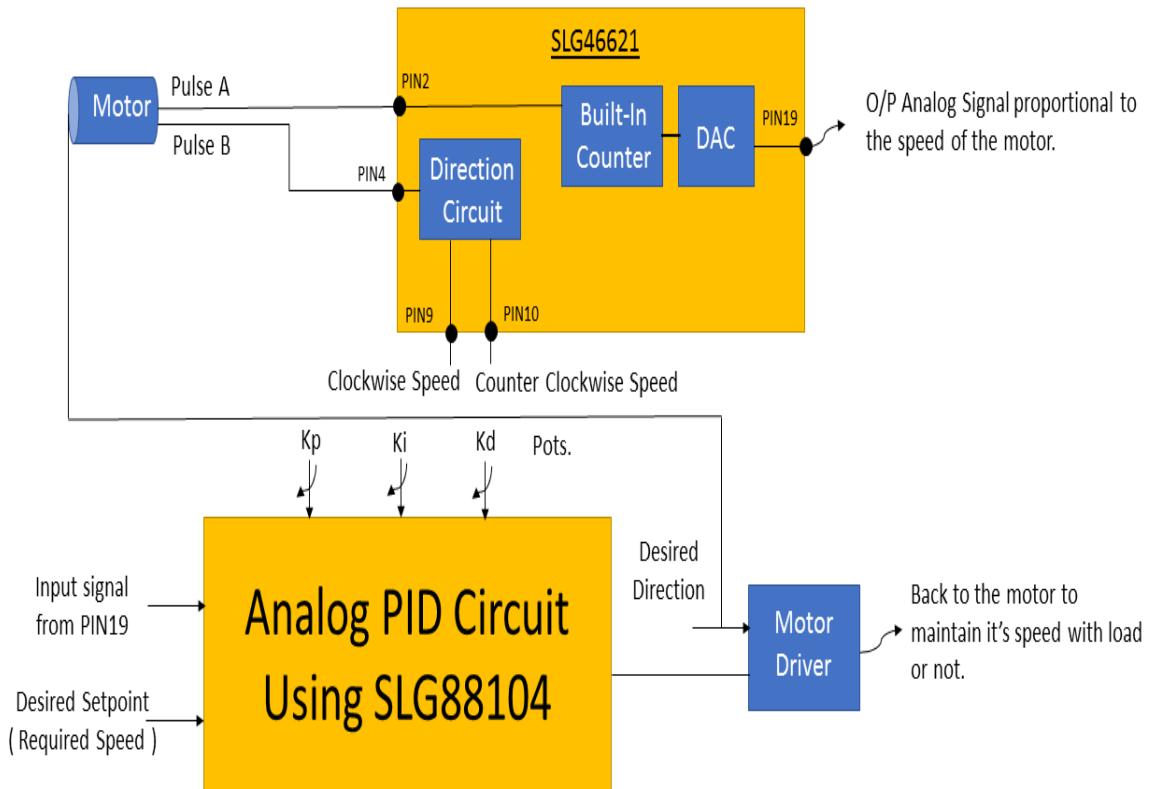 SLG46621
Motor
Pulse A
Pulse B
PIN2
PIN4
Built-In
Counter
DAC
PIN19
O/P Analog Signal proportional to
the speed of the motor.
Direction
Circuit
PIN9
PIN10
Clockwise Speed
Counter Clockwise Speed
Kp
Ki
Kd
Pots.
Input signal
from PIN19
Desired Setpoint
( Required Speed )
Analog PID Circuit
Using SLG88104
Desired
Direction
Motor
Driver
Back to the motor to
maintain it's speed with load
or not.